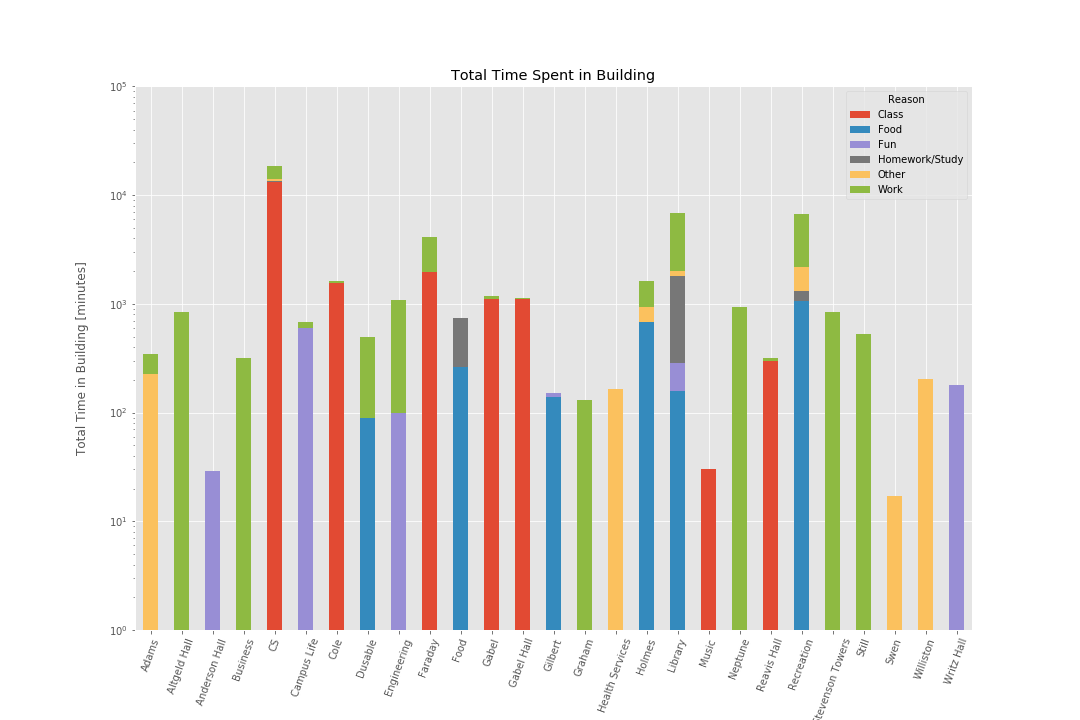 Total Time Spent in Building
Reason
Class
Food
Fun
Homework/Study
Other
Work
Total Time in Building [minutes]
10⁵
10⁴
10³
10²
10¹
10⁰
Adams
Altgeld Hall
Anderson Hall
Business
CS
Campus Life
Cole
Dusable
Engineering
Faraday
Food
Gabel
Gabel Hall
Gilbert
Graham
Health Services
Holmes
Library
Music
Neptune
Reavis Hall
Recreation
Stevenson Towers
Still
Swen
Williston
Writz Hall